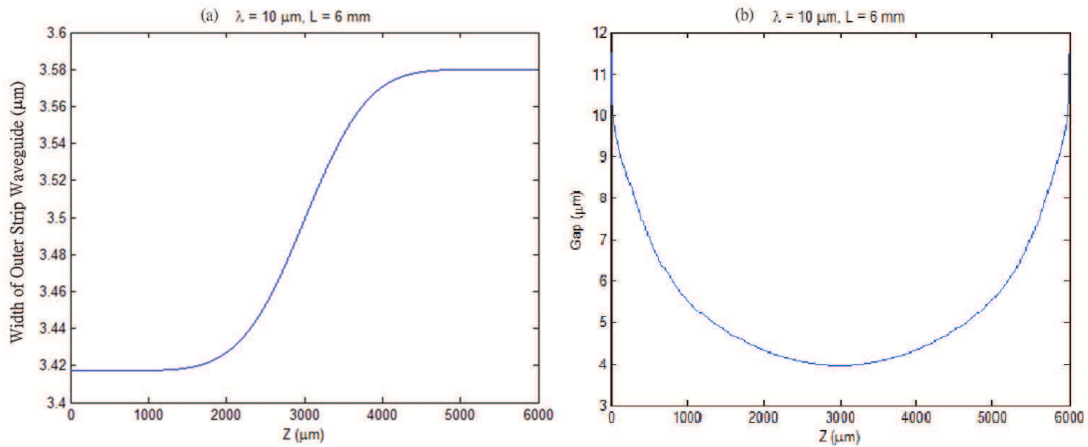 (a) λ = 10 μm, L = 6 mm
Width of Outer Strip Waveguide (μm)
3.6
3.58
3.56
3.54
3.52
3.5
3.48
3.46
3.44
3.42
3.4
0 1000 2000 3000 4000 5000 6000
Z (μm)
(b) λ = 10 μm, L = 6 mm
Gap (μm)
12
11
10
9
8
7
6
5
4
3
0 1000 2000 3000 4000 5000 6000
Z (μm)